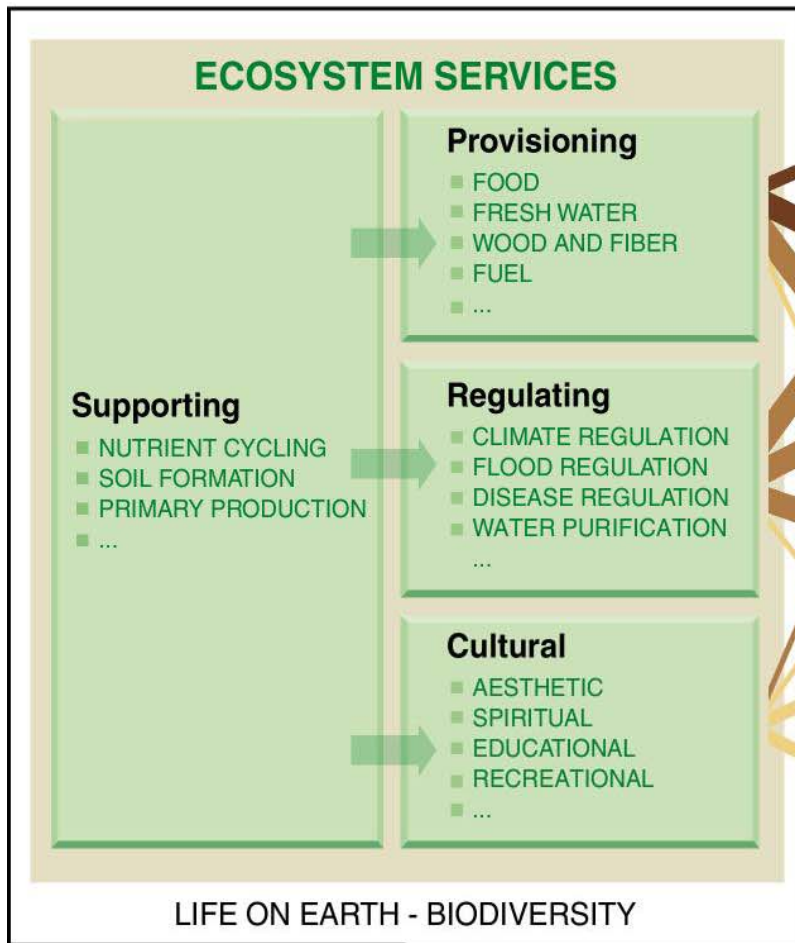 ECOSYSTEM SERVICES
Supporting
NUTRIENT CYCLING
SOIL FORMATION
PRIMARY PRODUCTION
...
Provisioning
FOOD
FRESH WATER
WOOD AND FIBER
FUEL
...
Regulating
CLIMATE REGULATION
FLOOD REGULATION
DISEASE REGULATION
WATER PURIFICATION
...
Cultural
AESTHETIC
SPIRITUAL
EDUCATIONAL
RECREATIONAL
...
LIFE ON EARTH - BIODIVERSITY